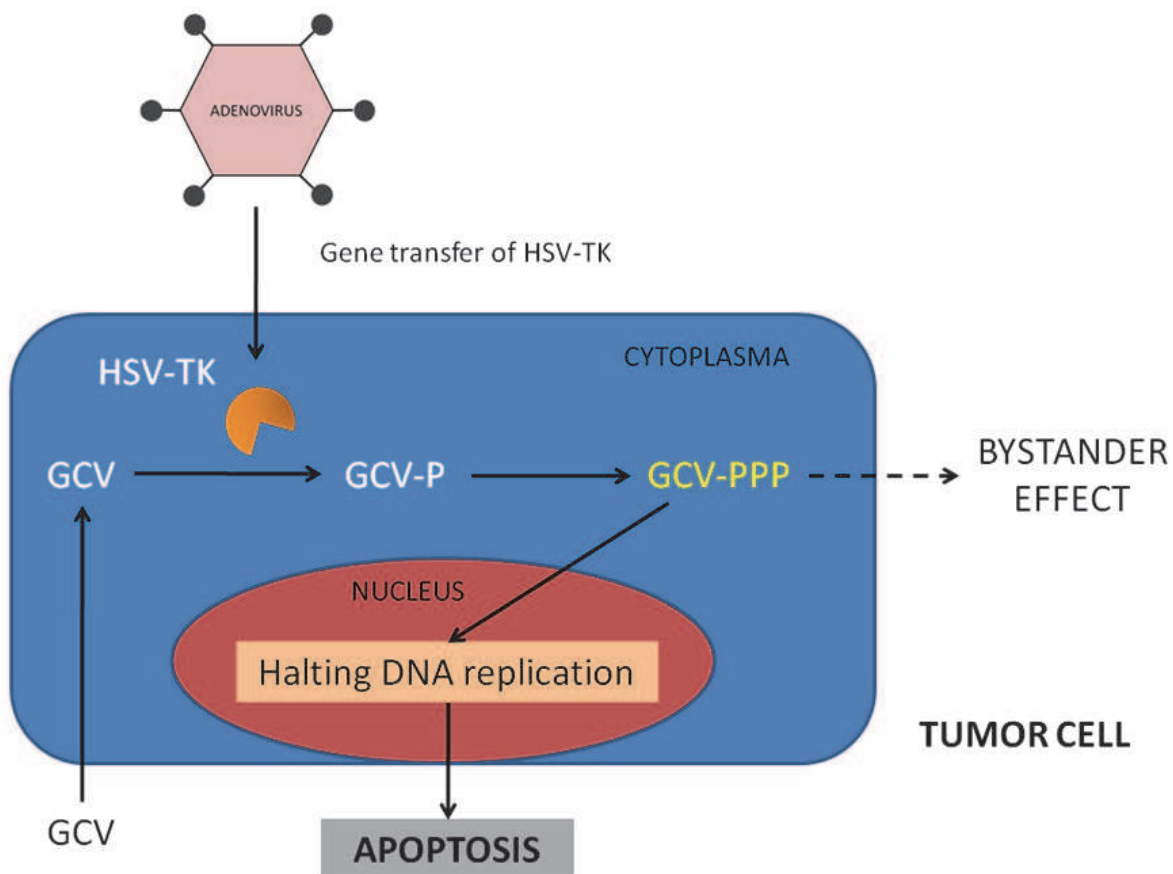 ADENOVIRUS
Gene transfer of HSV-TK
CYTOPLASMA
HSV-TK
GCV
GCV-P
GCV-PPP
BYSTANDER
EFFECT
NUCLEUS
Halting DNA replication
TUMOR CELL
GCV
APOPTOSIS